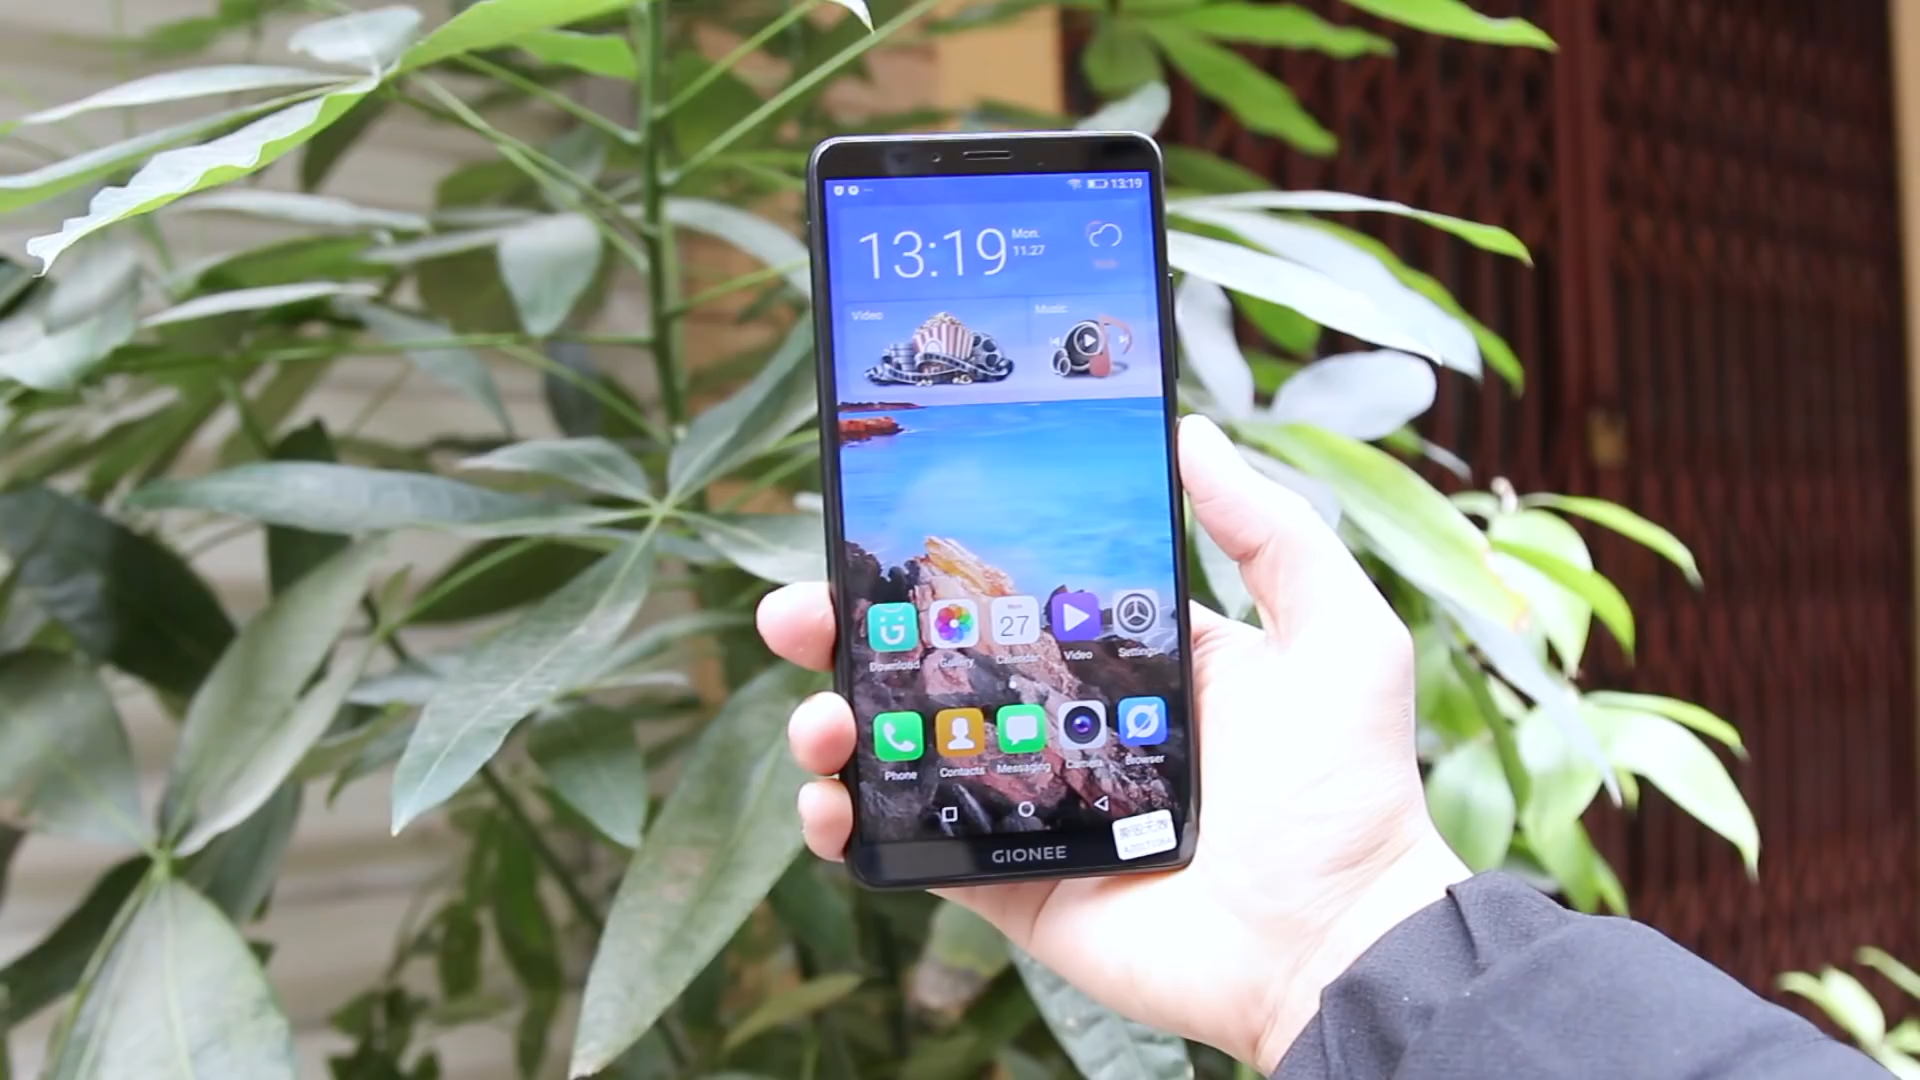 13:19
13:19
Mon.
11.27
Video
Music
Mon
27
Download
Gallery
Calendar
Video
Settings
Phone
Contacts
Messaging
Camera
Browser
GIONEE